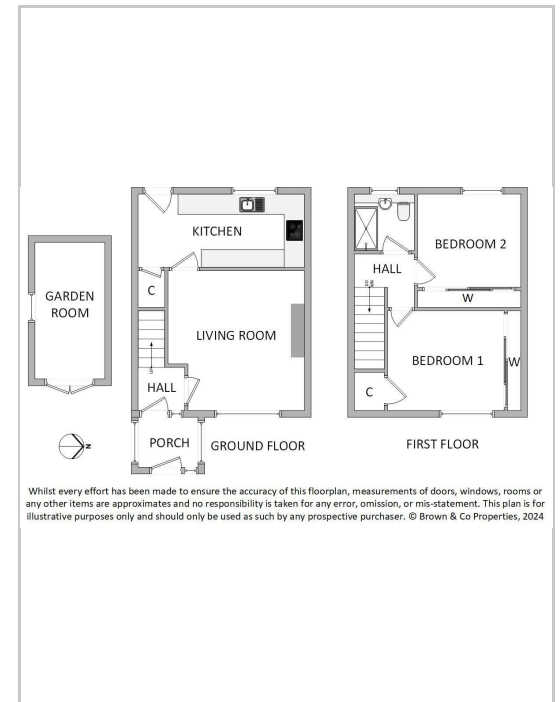 KITCHEN
C
LIVING ROOM
UP
HALL
PORCH
GARDEN
ROOM
N
GROUND FLOOR
HALL
BEDROOM 2
W
BEDROOM 1
W
C
FIRST FLOOR
Whilst every effort has been made to ensure the accuracy of this floorplan, measurements of doors, windows, rooms or
any other items are approximates and no responsibility is taken for any error, omission, or mis-statement. This plan is for
illustrative purposes only and should only be used as such by any prospective purchaser. © Brown & Co Properties, 2024